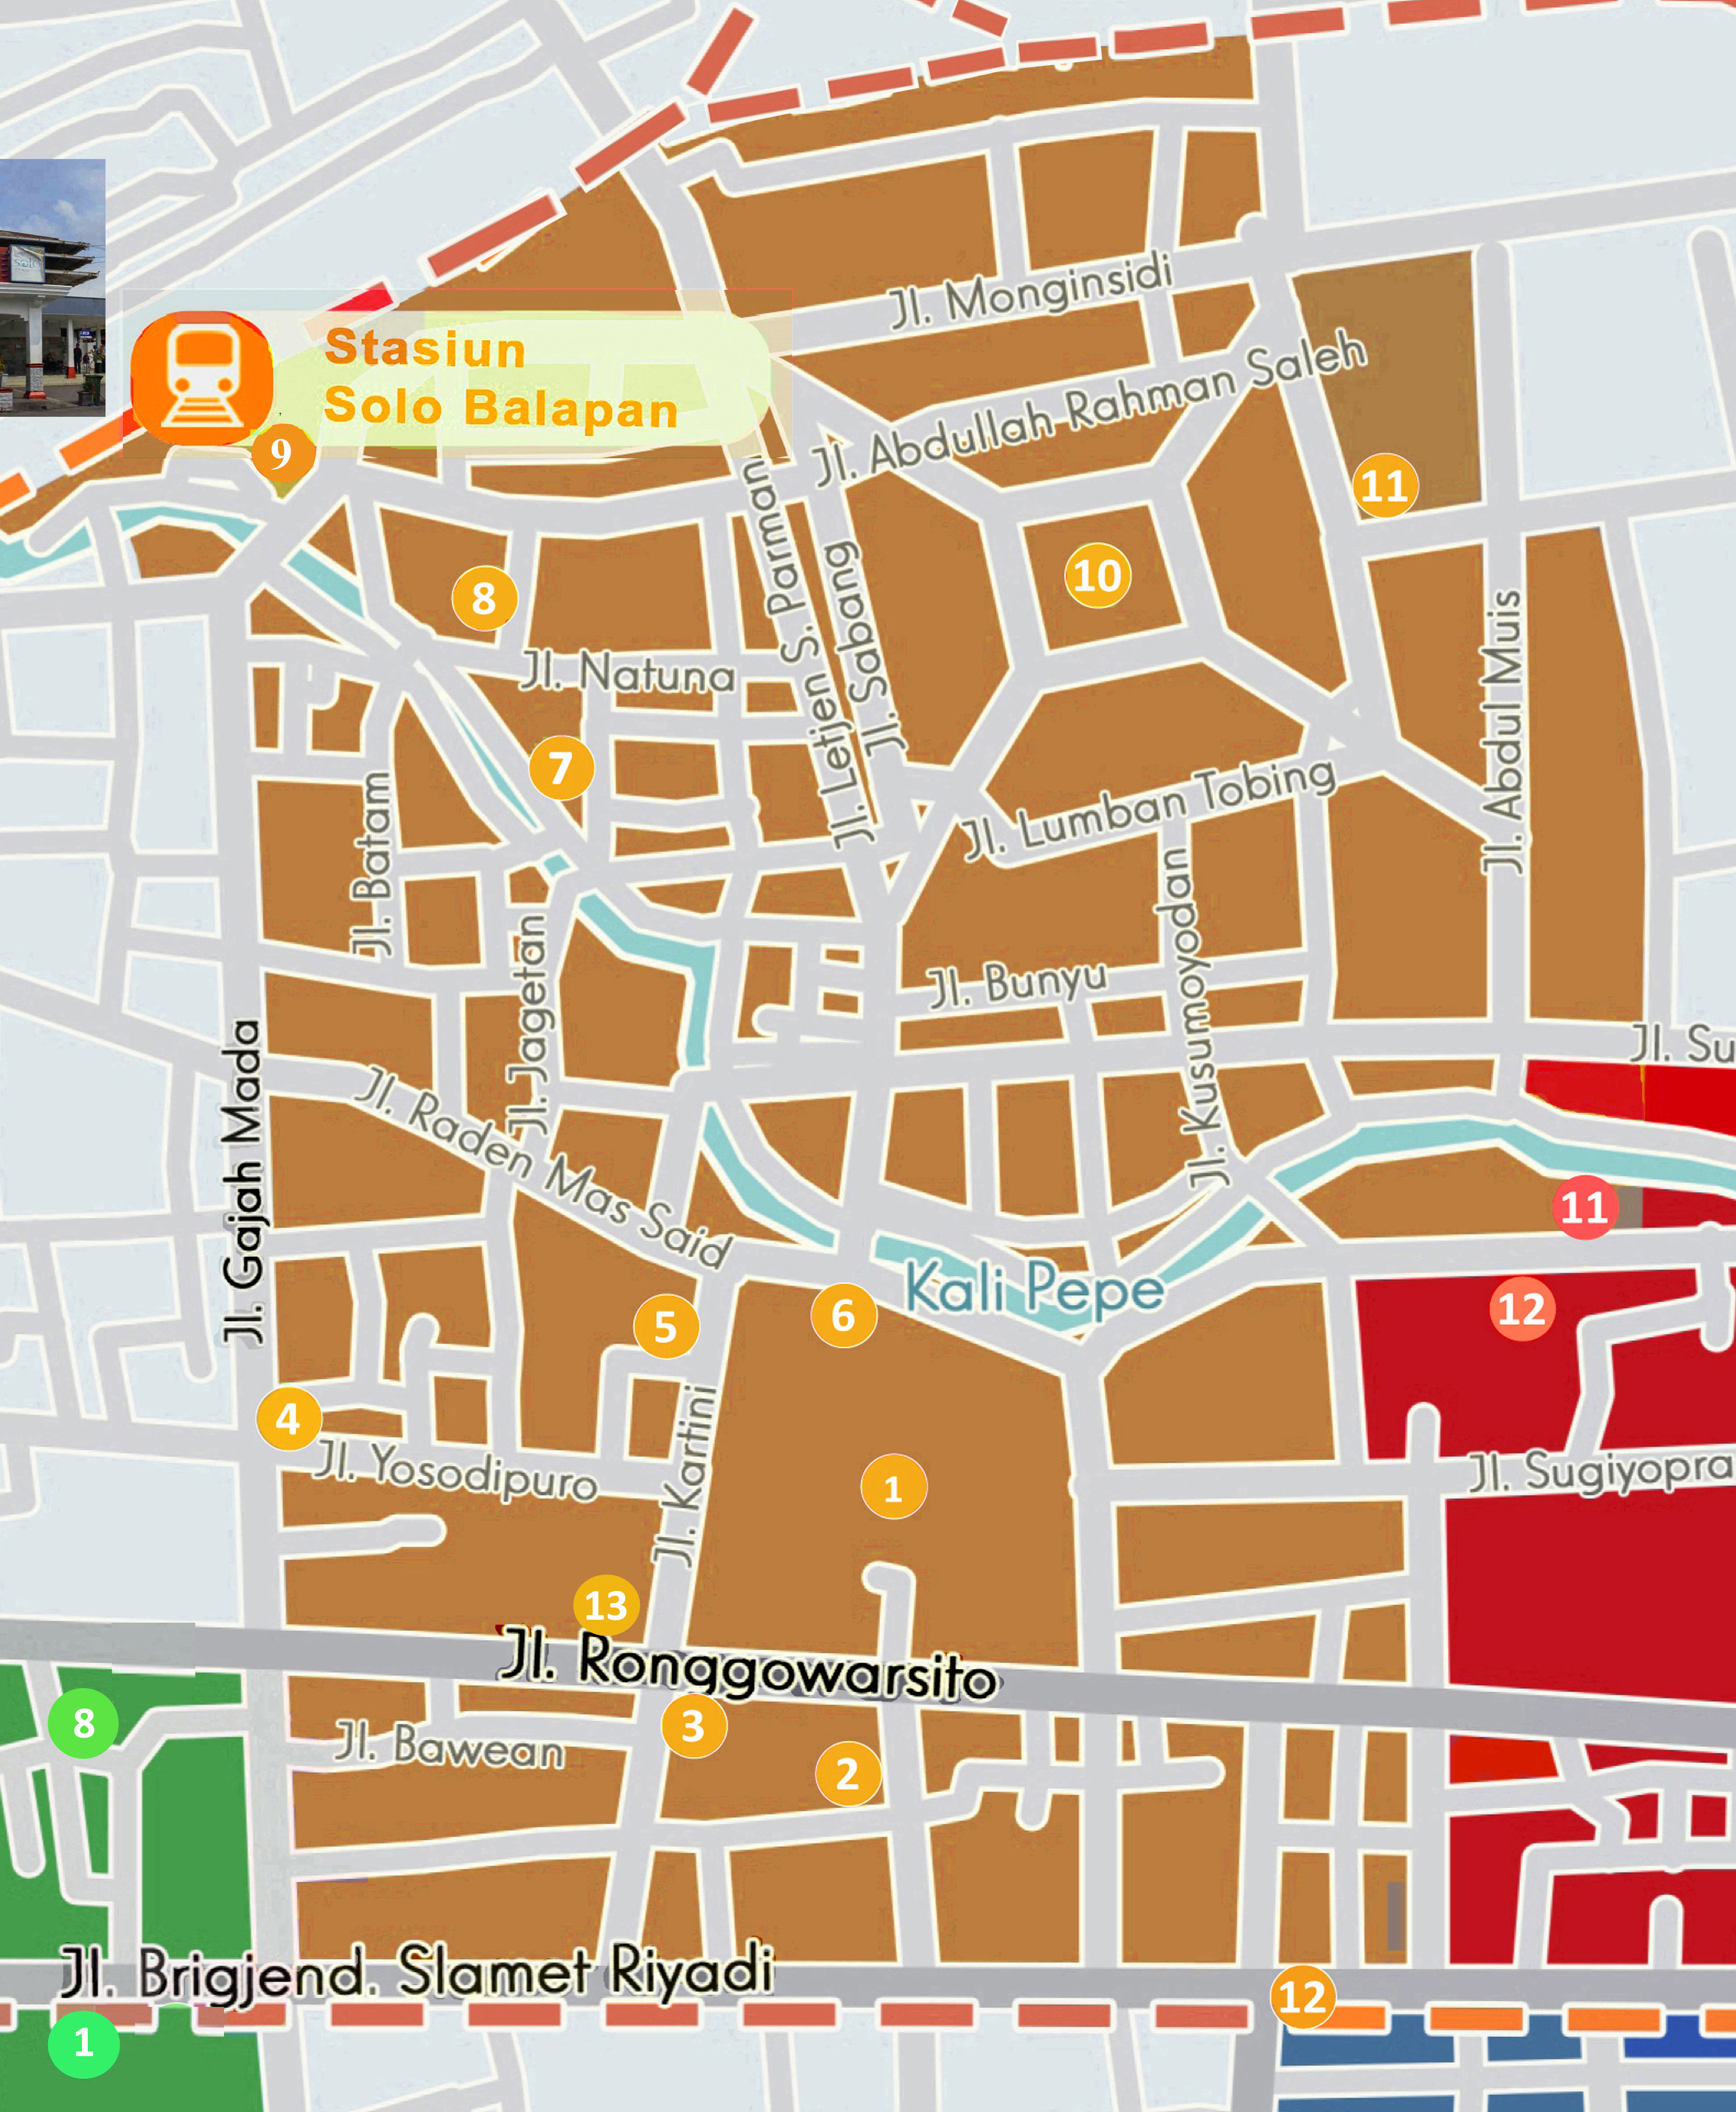 Jl. Monginsidi
Stasiun
Solo Balapan
Jl. Abdullah Rahman Saleh
9
11
10
8
Jl. Letjen S. Parman
Jl. Sabang
Jl. Natuna
7
Jl. Abdul Muis
Jl. Lumban Tobing
Jl. Batam
Jl. Jagetan
Jl. Bunyu
Jl. Kusumoyodan
Jl. Su
Jl. Gajah Mada
Jl. Raden Mas Said
11
Kali Pepe
12
5
6
4
Jl. Yosodipuro
Jl. Kartini
1
Jl. Sugiyopra
13
Jl. Ronggowarsito
8
3
Jl. Bawean
2
Jl. Brigjend. Slamet Riyadi
12
1